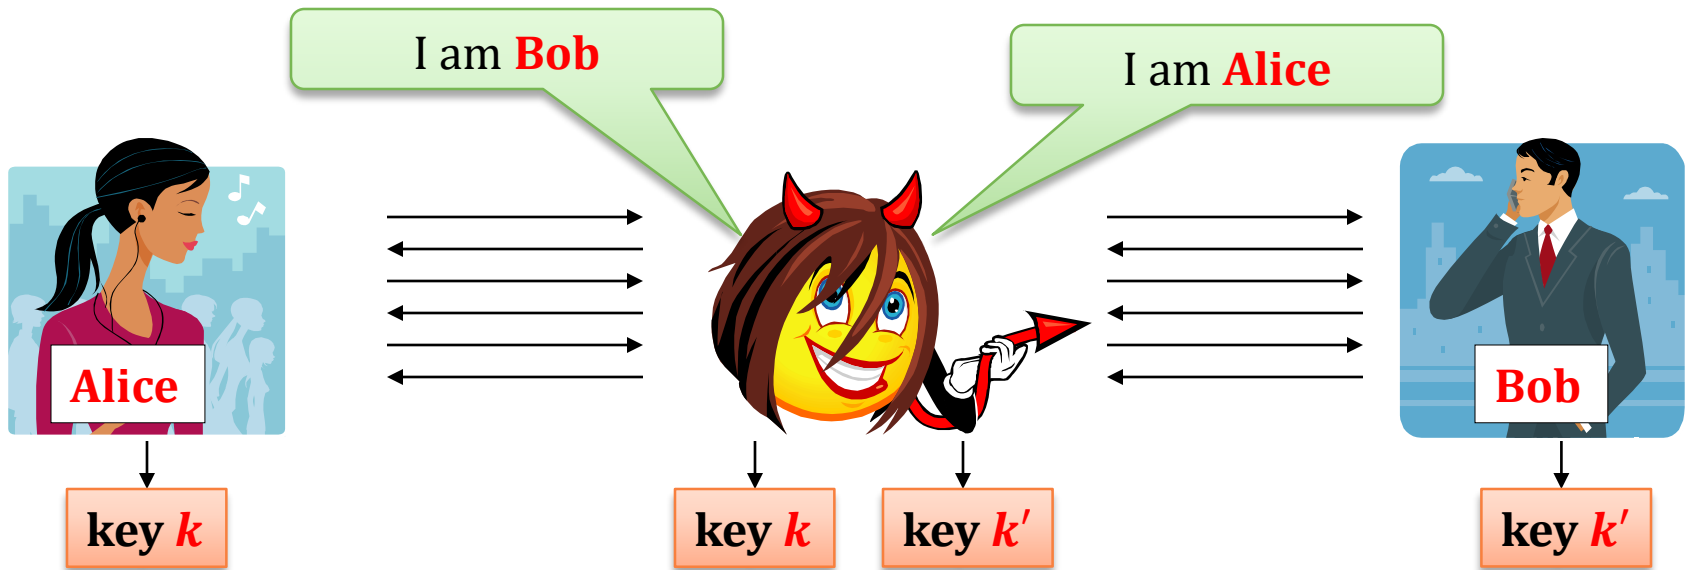 I am Bob
I am Alice
Alice
Bob
key k
key k
key k′
key k′